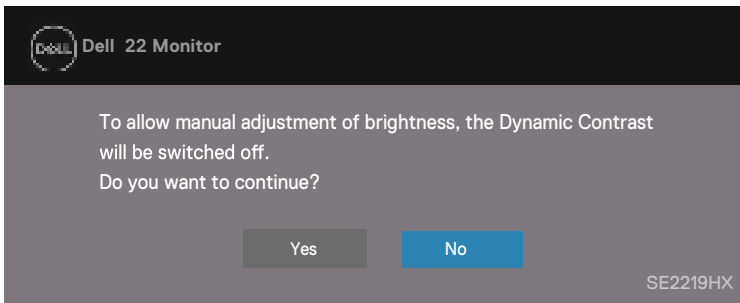 DELL Dell 22 Monitor
To allow manual adjustment of brightness, the Dynamic Contrast
will be switched off.
Do you want to continue?
Yes No
SE2219HX